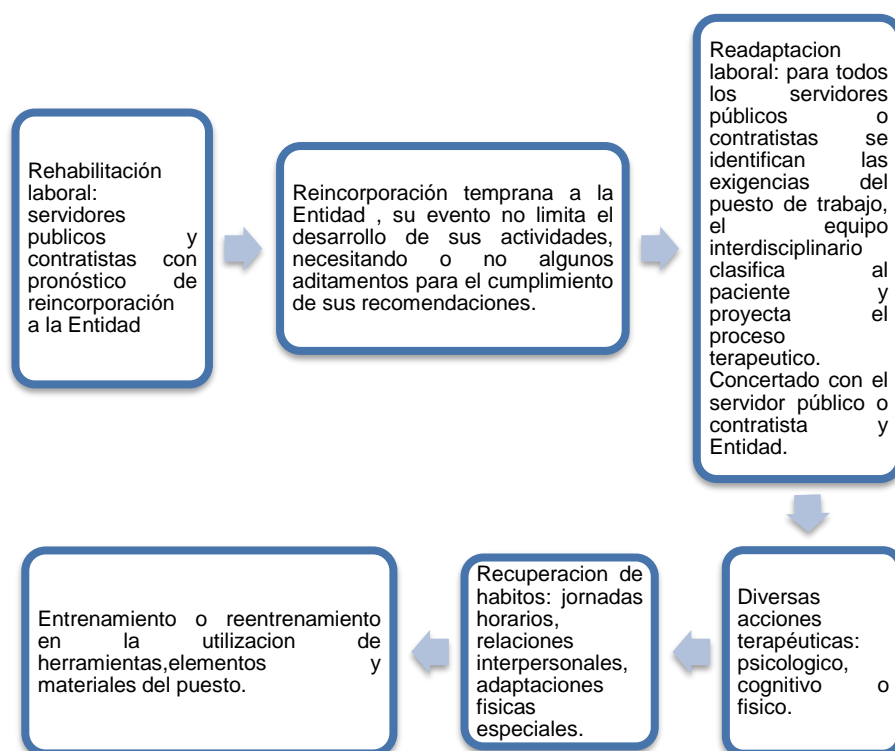 Rehabilitación
laboral:
servidores
publicos y
contratistas con
pronóstico de
reincorporación
a la Entidad
Reincorporación temprana a la
Entidad , su evento no limita el
desarrollo de sus actividades,
necesitando o no algunos
aditamentos para el cumplimiento
de sus recomendaciones.
Readaptacion
laboral: para todos
los servidores
públicos o
contratistas se
identifican las
exigencias del
puesto de trabajo,
el equipo
interdisciplinario
clasifica al
paciente y
proyecta el
proceso
terapeutico.
Concertado con el
servidor público o
contratista y
Entidad.
Diversas
acciones
terapéuticas:
psicologico,
cognitivo o
fisico.
Recuperacion de
habitos: jornadas
horarios,
relaciones
interpersonales,
adaptaciones
fisicas
especiales.
Entrenamiento o reentrenamiento
en la utilizacion de
herramientas,elementos y
materiales del puesto.